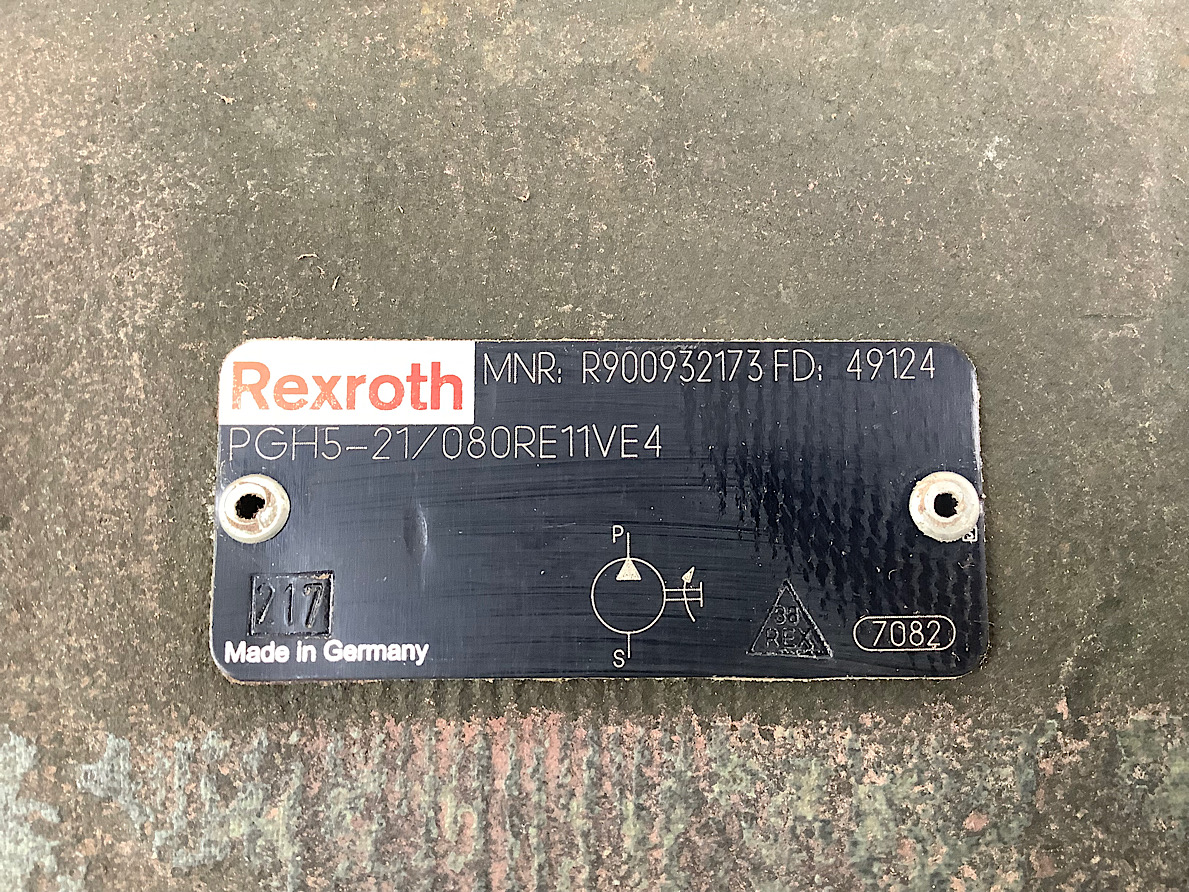 Rexroth MNR: R900932173 FD: 49124
PGH5-21/080RE11VE4
P
217
38
REX
7082
Made in Germany
S